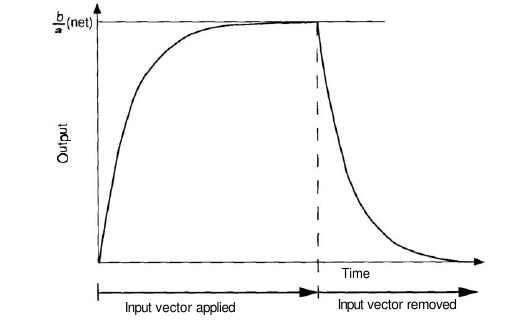 b/a (net)
Output
Time
Input vector applied
Input vector removed